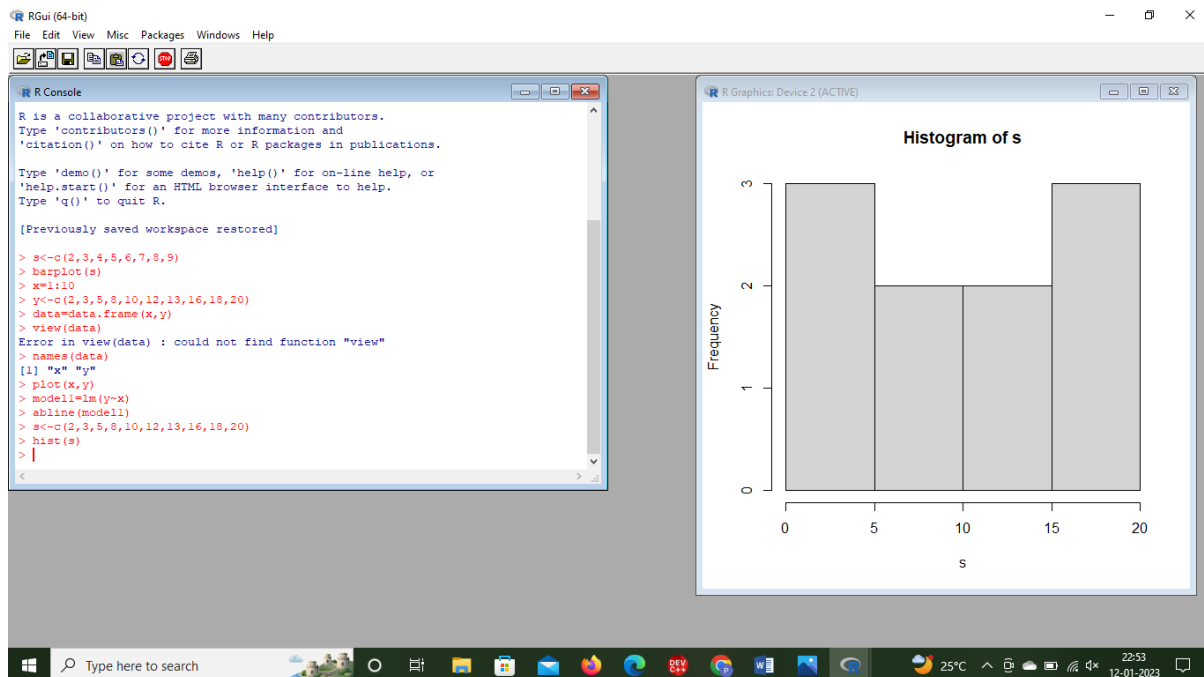 RGui (64-bit)
File Edit View Misc Packages Windows Help
STOP
R Console
R is a collaborative project with many contributors.
Type 'contributors()' for more information and
'citation()' on how to cite R or R packages in publications.
Type 'demo()' for some demos, 'help()' for on-line help, or
'help.start()' for an HTML browser interface to help.
Type 'q()' to quit R.
[Previously saved workspace restored]
> s<-c(2,3,4,5,6,7,8,9)
> barplot(s)
> x=1:10
> y<-c(2,3,5,8,10,12,13,16,18,20)
> data=data.frame(x,y)
> view(data)
Error in view(data) : could not find function "view"
> names(data)
[1] "x" "y"
> plot(x,y)
> model1=lm(y~x)
> abline(model1)
> s<-c(2,3,5,8,10,12,13,16,18,20)
> hist(s)
>
R Graphics: Device 2 (ACTIVE)
Histogram of s
Frequency
3
2
1
0
0 5 10 15 20
s
Type here to search
DEV C++
25°C
22:53
12-01-2023